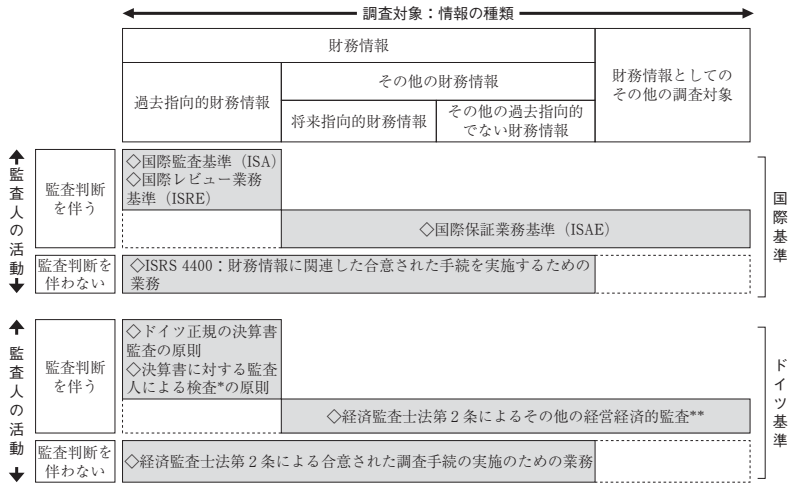 調査対象：情報の種類
財務情報
過去指向的財務情報
その他の財務情報
将来指向的財務情報
その他の過去指向的
でない財務情報
財務情報としての
その他の調査対象
監査人の活動
監査判断
を伴う
◇国際監査基準（ISA）
◇国際レビュー業務
基準（ISRE）
◇国際保証業務基準（ISAE）
監査判断を
伴わない
◇ISRS 4400：財務情報に関連した合意された手続を実施するための
業務
国際基準
監査人の活動
監査判断
を伴う
◇ドイツ正規の決算書
監査の原則
◇決算書に対する監査
人による検査*の原則
◇経済監査士法第２条によるその他の経営経済的監査**
監査判断を
伴わない
◇経済監査士法第２条による合意された調査手続の実施のための業務
ドイツ基準